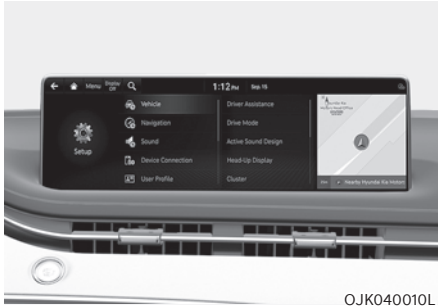 Menu Display Off 1:12 PM Sep. 15
Setup
Vehicle
Navigation
Sound
Device Connection
User Profile
Driver Assistance
Drive Mode
Active Sound Design
Head-Up Display
Cluster
Nearby Hyundai Kia Motors
OJK040010L